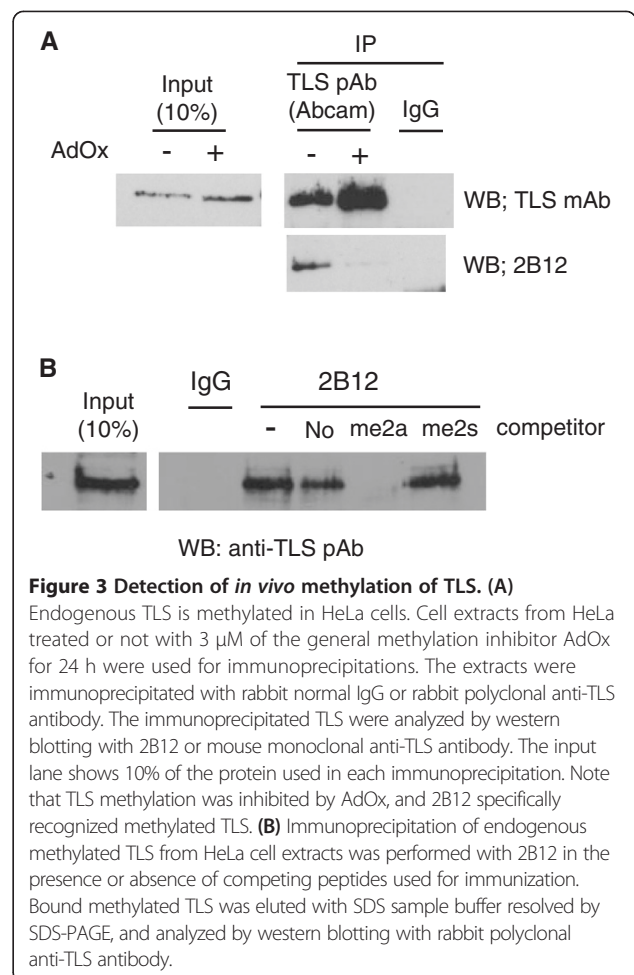 A
IP
Input
(10%)
TLS pAb
(Abcam)
IgG
AdOx - + - +
WB; TLS mAb
WB; 2B12
B
Input
(10%)
IgG
2B12
- No me2a me2s competitor
WB: anti-TLS pAb
Figure 3 Detection of in vivo methylation of TLS. (A)
Endogenous TLS is methylated in HeLa cells. Cell extracts from HeLa
treated or not with 3 μM of the general methylation inhibitor AdOx
for 24 h were used for immunoprecipitations. The extracts were
immunoprecipitated with rabbit normal IgG or rabbit polyclonal anti-TLS
antibody. The immunoprecipitated TLS were analyzed by western
blotting with 2B12 or mouse monoclonal anti-TLS antibody. The input
lane shows 10% of the protein used in each immunoprecipitation. Note
that TLS methylation was inhibited by AdOx, and 2B12 specifically
recognized methylated TLS. (B) Immunoprecipitation of endogenous
methylated TLS from HeLa cell extracts was performed with 2B12 in the
presence or absence of competing peptides used for immunization.
Bound methylated TLS was eluted with SDS sample buffer resolved by
SDS-PAGE, and analyzed by western blotting with rabbit polyclonal
anti-TLS antibody.